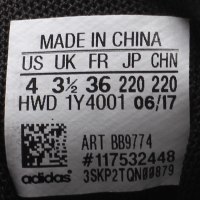 MADE IN CHINA
US UK FR JP CHN
4 3½ 36 220 220
HWD 1Y4001 06/17
ART BB9774
#117532448
adidas 3SKP2TQN00879